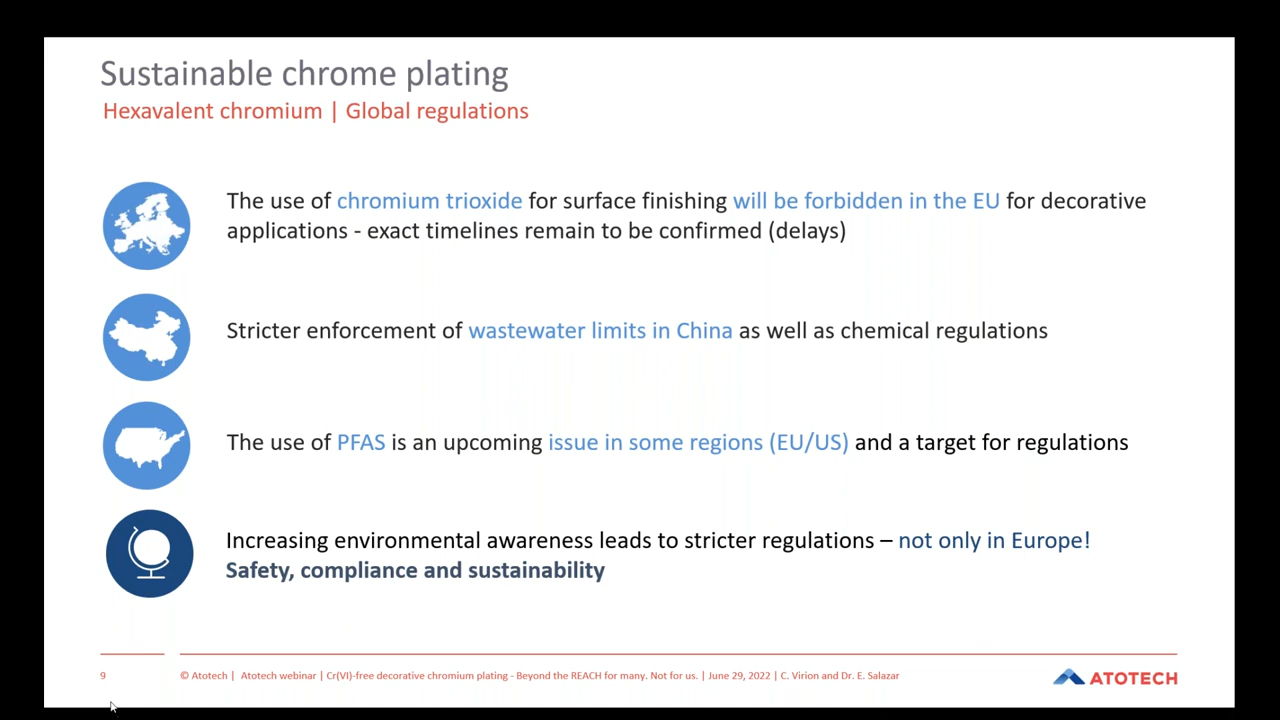 Sustainable chrome plating
Hexavalent chromium | Global regulations
The use of chromium trioxide for surface finishing will be forbidden in the EU for decorative
applications - exact timelines remain to be confirmed (delays)
Stricter enforcement of wastewater limits in China as well as chemical regulations
The use of PFAS is an upcoming issue in some regions (EU/US) and a target for regulations
Increasing environmental awareness leads to stricter regulations – not only in Europe!
Safety, compliance and sustainability
9
© Atotech | Atotech webinar | Cr(VI)-free decorative chromium plating - Beyond the REACH for many. Not for us. | June 29, 2022 | C. Virion and Dr. E. Salazar
ATOTECH